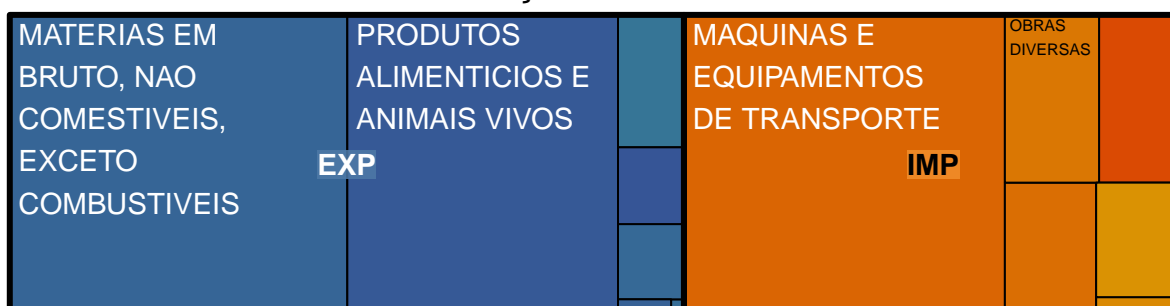 MATERIAS EM
BRUTO, NAO
COMESTIVEIS,
EXCETO
COMBUSTIVEIS
PRODUTOS
ALIMENTICIOS E
ANIMAIS VIVOS
EXP
MAQUINAS E
EQUIPAMENTOS
DE TRANSPORTE
IMP
OBRAS
DIVERSAS